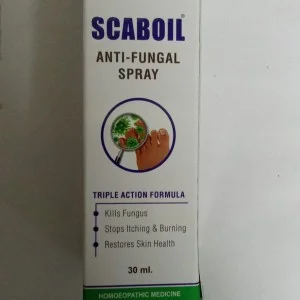 SCABOIL®
ANTI-FUNGAL
SPRAY
TRIPLE ACTION FORMULA
• Kills Fungus
• Stops Itching & Burning
• Restores Skin Health
30 ml.
HOMOEOPATHIC MEDICINE